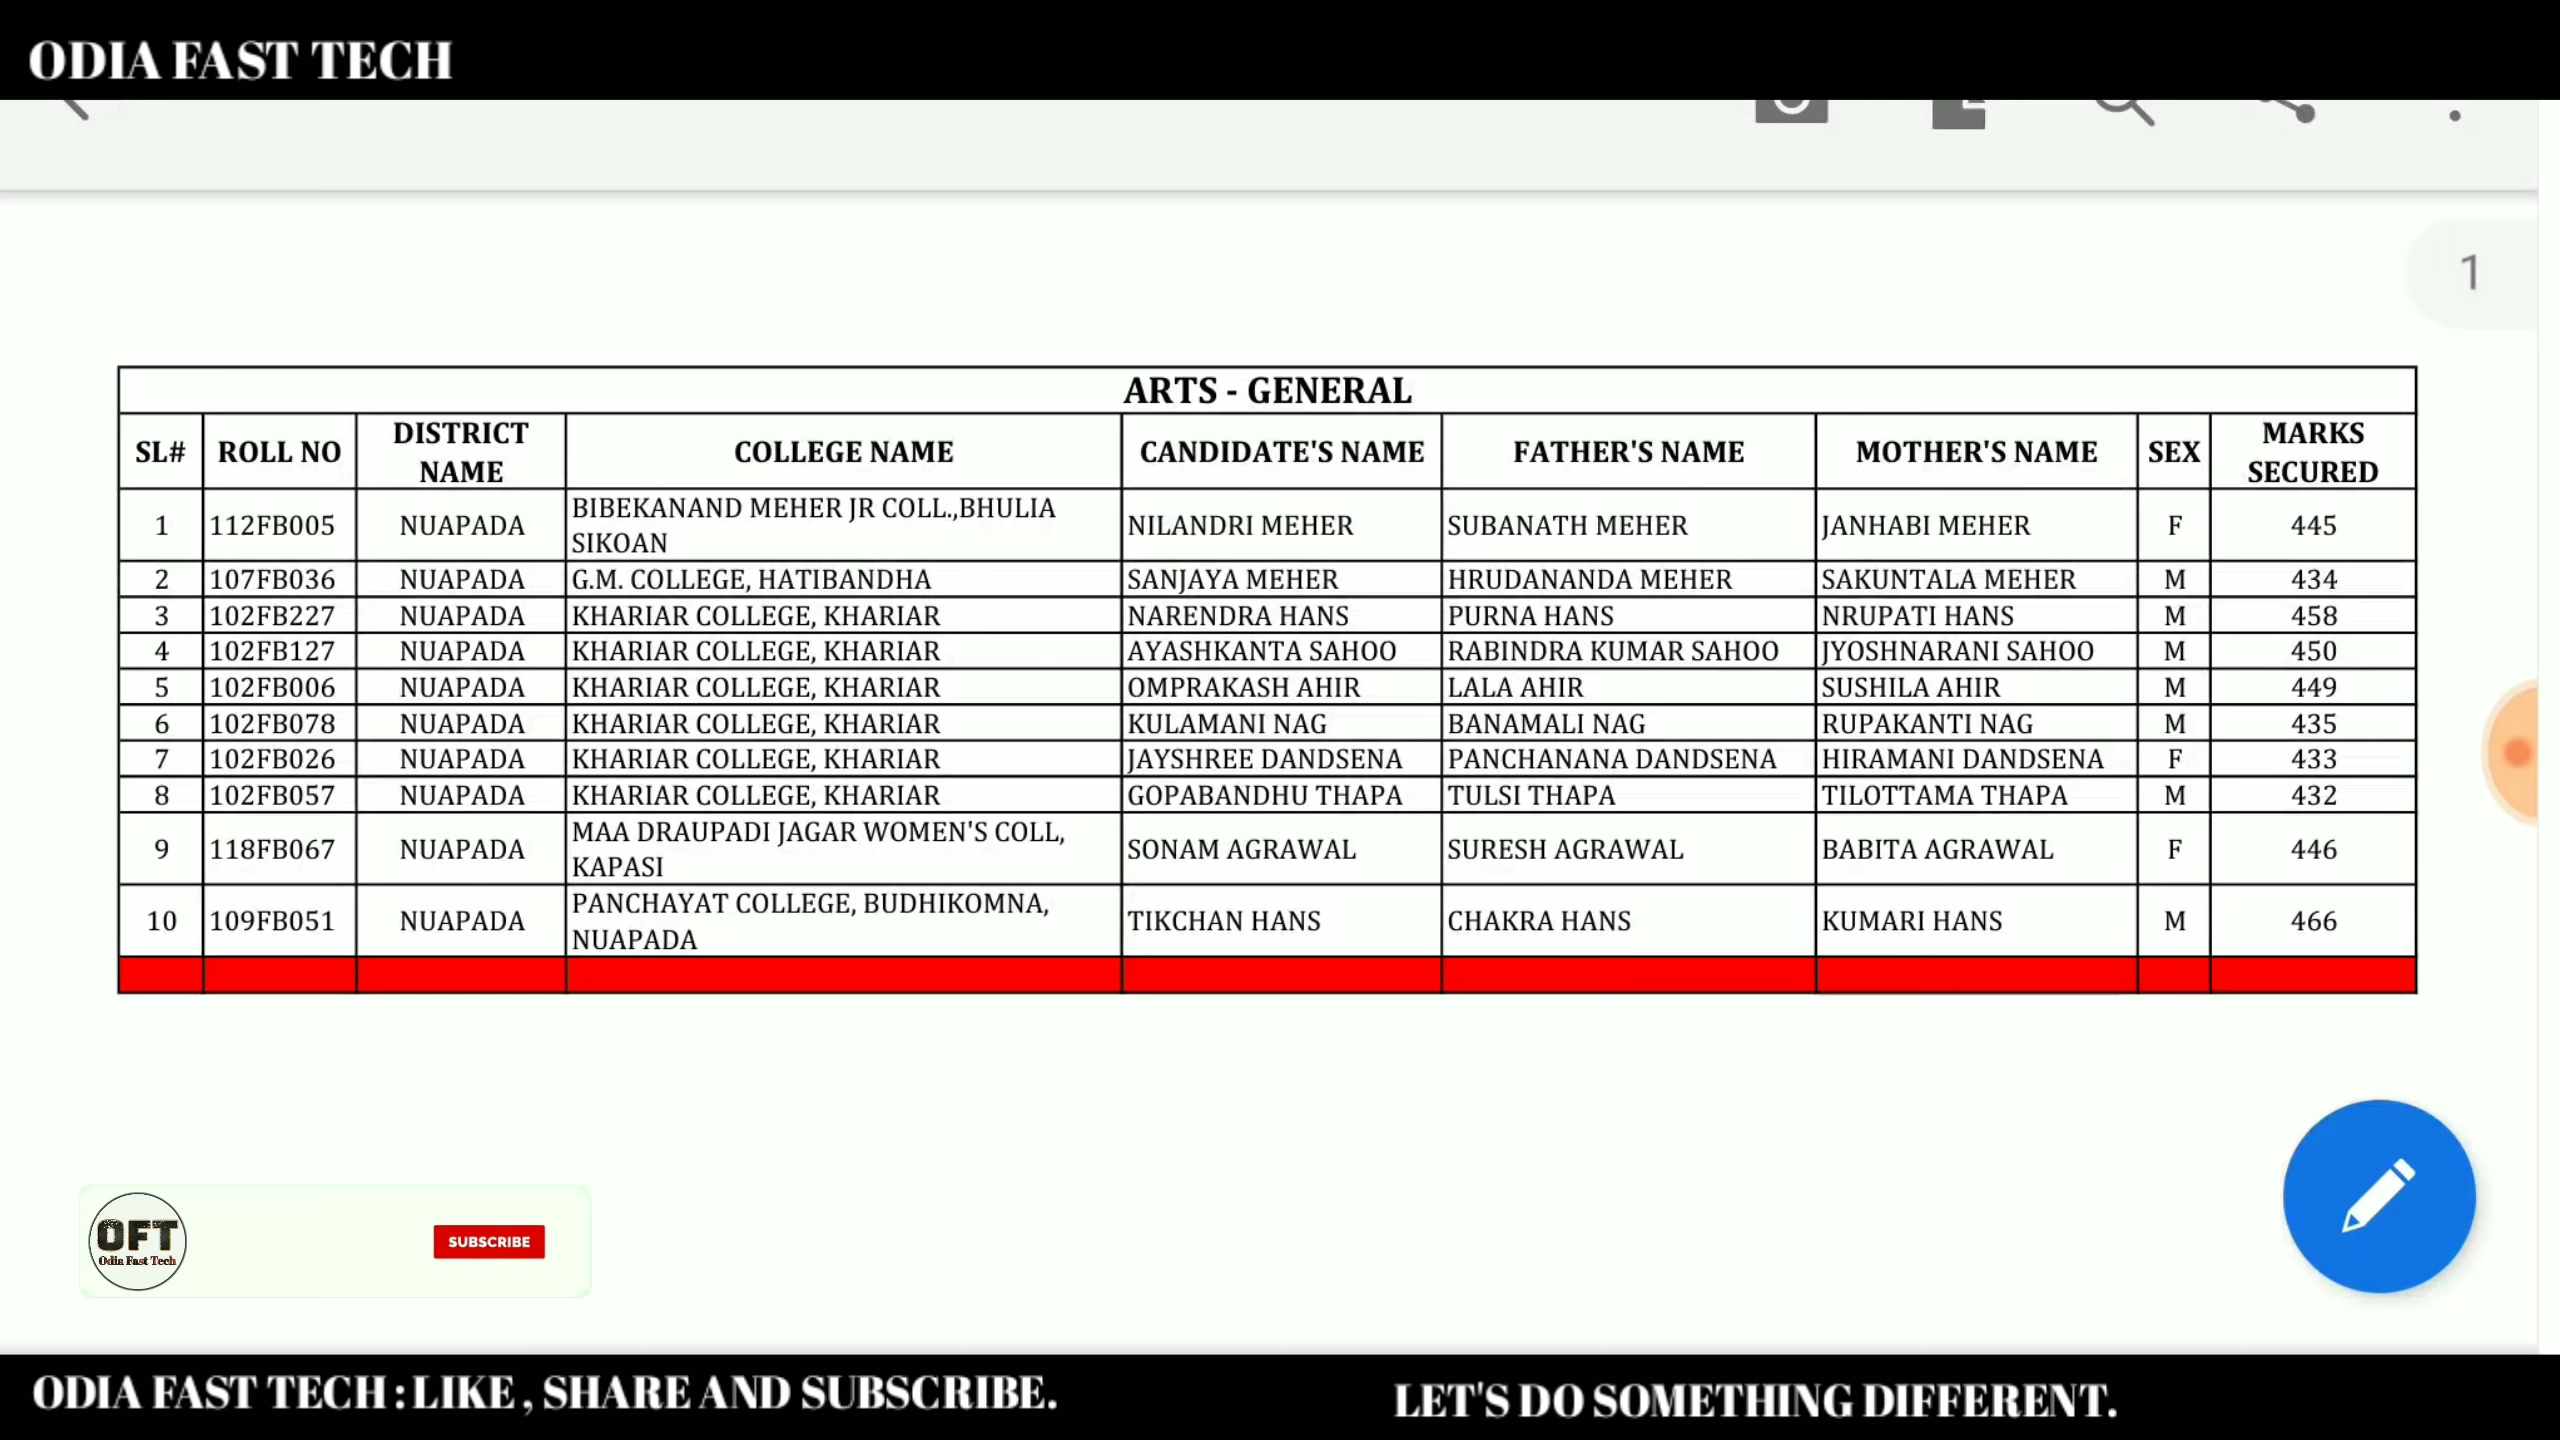 ODIA FAST TECH
1
ARTS - GENERAL
SL# ROLL NO DISTRICT NAME COLLEGE NAME CANDIDATE'S NAME FATHER'S NAME MOTHER'S NAME SEX MARKS SECURED
1 112FB005 NUAPADA BIBEKANAND MEHER JR COLL.,BHULIA SIKOAN NILANDRI MEHER SUBANATH MEHER JANHABI MEHER F 445
2 107FB036 NUAPADA G.M. COLLEGE, HATIBANDHA SANJAYA MEHER HRUDANANDA MEHER SAKUNTALA MEHER M 434
3 102FB227 NUAPADA KHARIAR COLLEGE, KHARIAR NARENDRA HANS PURNA HANS NRUPATI HANS M 458
4 102FB127 NUAPADA KHARIAR COLLEGE, KHARIAR AYASHKANTA SAHOO RABINDRA KUMAR SAHOO JYOSHNARANI SAHOO M 450
5 102FB006 NUAPADA KHARIAR COLLEGE, KHARIAR OMPRAKASH AHIR LALA AHIR SUSHILA AHIR M 449
6 102FB078 NUAPADA KHARIAR COLLEGE, KHARIAR KULAMANI NAG BANAMALI NAG RUPAKANTI NAG M 435
7 102FB026 NUAPADA KHARIAR COLLEGE, KHARIAR JAYSHREE DANDSENA PANCHANANA DANDSENA HIRAMANI DANDSENA F 433
8 102FB057 NUAPADA KHARIAR COLLEGE, KHARIAR GOPABANDHU THAPA TULSI THAPA TILOTTAMA THAPA M 432
9 118FB067 NUAPADA MAA DRAUPADI JAGAR WOMEN'S COLL, KAPASI SONAM AGRAWAL SURESH AGRAWAL BABITA AGRAWAL F 446
10 109FB051 NUAPADA PANCHAYAT COLLEGE, BUDHIKOMNA, NUAPADA TIKCHAN HANS CHAKRA HANS KUMARI HANS M 466
OFT
Odia Fast Tech
SUBSCRIBE
ODIA FAST TECH : LIKE , SHARE AND SUBSCRIBE.
LET'S DO SOMETHING DIFFERENT.